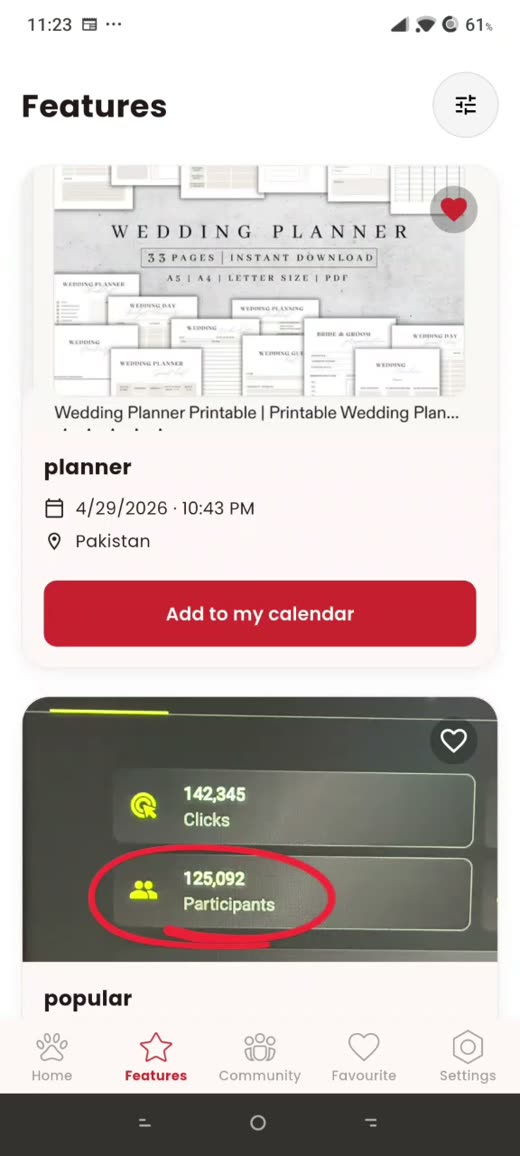 11:23
61%
Features
WEDDING PLANNER
33 PAGES | INSTANT DOWNLOAD
A5 | A4 | LETTER SIZE | PDF
WEDDING PLANNER
WEDDING DAY
WEDDING PLANNING
WEDDING
WEDDING
BRIDE & GROOM
WEDDING DAY
WEDDING PLANNER
WEDDING
Wedding Planner Printable | Printable Wedding Plan...
planner
4/29/2026 · 10:43 PM
Pakistan
Add to my calendar
142,345
Clicks
125,092
Participants
popular
Home
Features
Community
Favourite
Settings